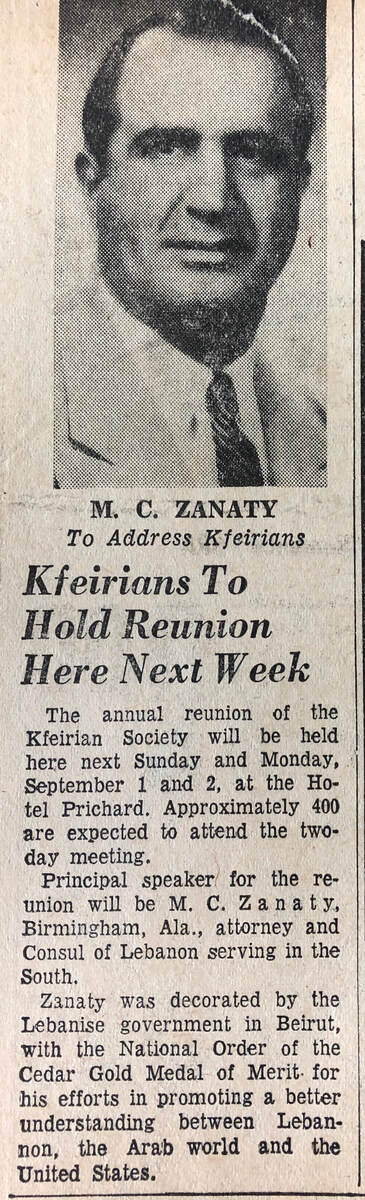 M. C. ZANATY
To Address Kfeirians
Kfeirians To
Hold Reunion
Here Next Week
The annual reunion of the
Kfeirian Society will be held
here next Sunday and Monday,
September 1 and 2, at the Ho-
tel Prichard. Approximately 400
are expected to attend the two-
day meeting.
Principal speaker for the re-
union will be M. C. Zanaty,
Birmingham, Ala., attorney and
Consul of Lebanon serving in the
South.
Zanaty was decorated by the
Lebanise government in Beirut,
with the National Order of the
Cedar Gold Medal of Merit for
his efforts in promoting a better
understanding between Leban-
non, the Arab world and the
United States.